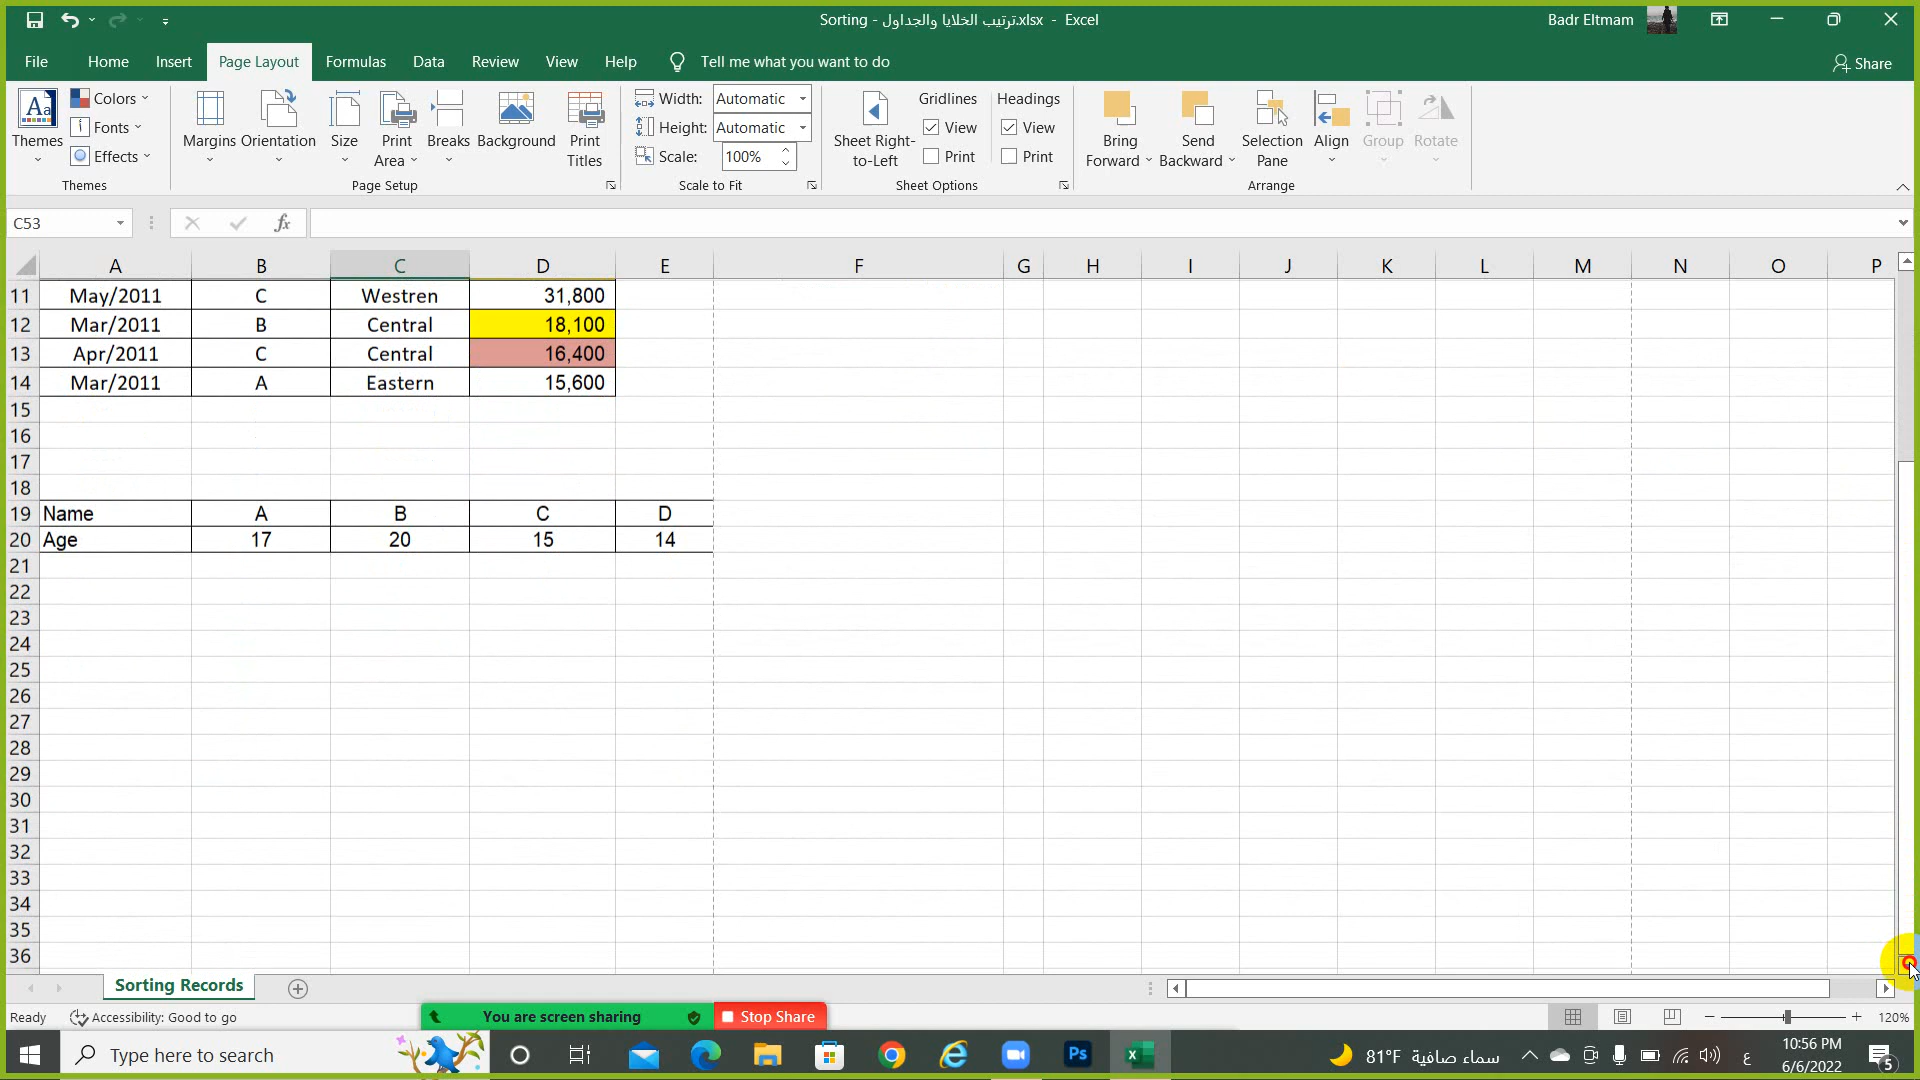 Sorting - ترتيب الخلايا والجداول.xlsx - Excel
Badr Eltmam
File Home Insert Page Layout Formulas Data Review View Help Tell me what you want to do Share
Themes
Colors
Fonts
Effects
Themes
Margins Orientation Size Print Area Breaks Background Print Titles
Page Setup
Width: Automatic
Height: Automatic
Scale: 100%
Scale to Fit
Sheet Right-to-Left
Gridlines Headings
View View
Print Print
Sheet Options
Bring Forward Send Backward Selection Pane Align Group Rotate
Arrange
C53 fx
A B C D E F G H I J K L M N O P
11 May/2011 C Westren 31,800
12 Mar/2011 B Central 18,100
13 Apr/2011 C Central 16,400
14 Mar/2011 A Eastern 15,600
15
16
17
18
19 Name A B C D
20 Age 17 20 15 14
21
22
23
24
25
26
27
28
29
30
31
32
33
34
35
36
Sorting Records
Ready Accessibility: Good to go You are screen sharing Stop Share 120%
Type here to search Ps 81°F سماء صافية ع 10:56 PM 5
6/6/2022